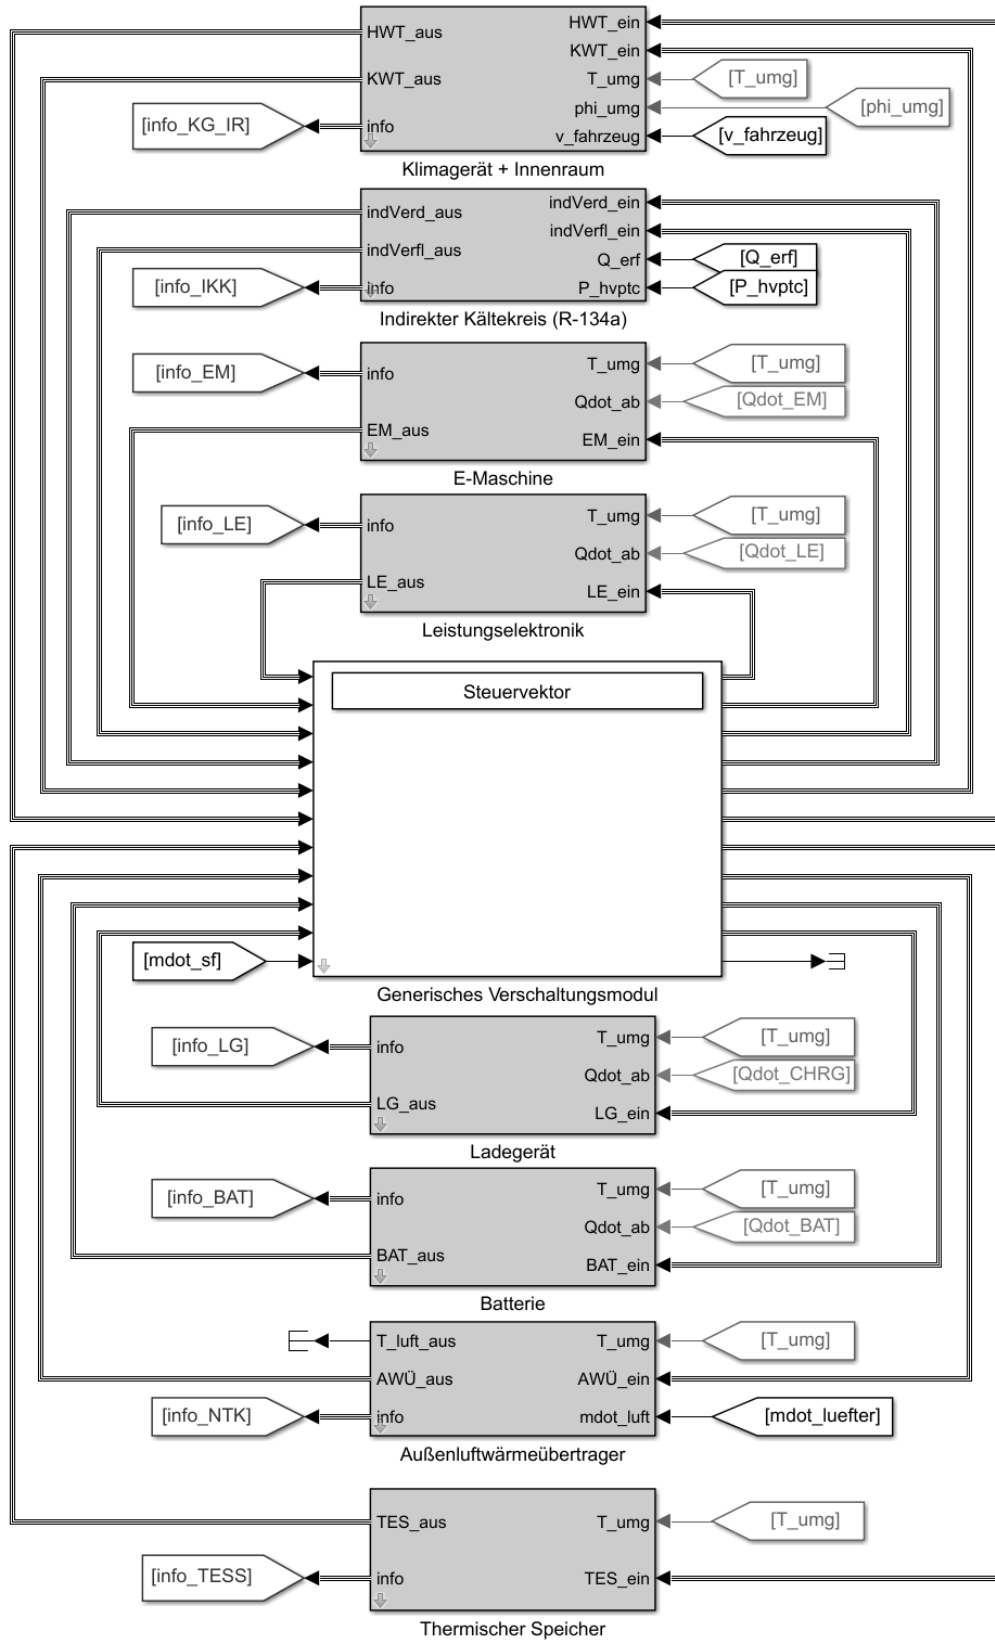 HWT_aus
KWT_aus
info
HWT_ein
KWT_ein
T_umg
phi_umg
v_fahrzeug
[info_KG_IR]
[T_umg]
[phi_umg]
[v_fahrzeug]
Klimagerät + Innenraum
indVerd_aus
indVerfl_aus
info
indVerd_ein
indVerfl_ein
Q_erf
P_hvptc
[info_IKK]
[Q_erf]
[P_hvptc]
Indirekter Kältekreis (R-134a)
info
EM_aus
T_umg
Qdot_ab
EM_ein
[info_EM]
[T_umg]
[Qdot_EM]
E-Maschine
info
LE_aus
T_umg
Qdot_ab
LE_ein
[info_LE]
[T_umg]
[Qdot_LE]
Leistungselektronik
Steuervektor
[mdot_sf]
Generisches Verschaltungsmodul
info
LG_aus
T_umg
Qdot_ab
LG_ein
[info_LG]
[T_umg]
[Qdot_CHRG]
Ladegerät
info
BAT_aus
T_umg
Qdot_ab
BAT_ein
[info_BAT]
[T_umg]
[Qdot_BAT]
Batterie
T_luft_aus
AWÜ_aus
info
T_umg
AWÜ_ein
mdot_luft
[info_NTK]
[T_umg]
[mdot_luefter]
Außenluftwärmeübertrager
TES_aus
info
T_umg
TES_ein
[info_TESS]
[T_umg]
Thermischer Speicher